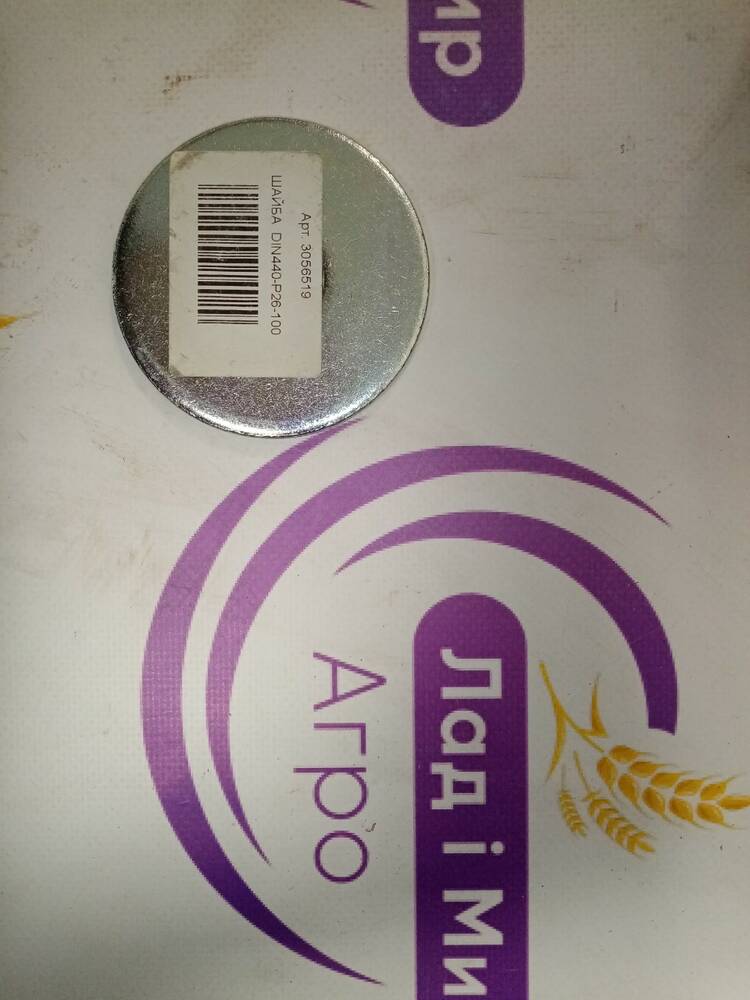 Арт. 3056519
ШАЙБА DIN440-P26-100
ир
Лад і Ми
Агро